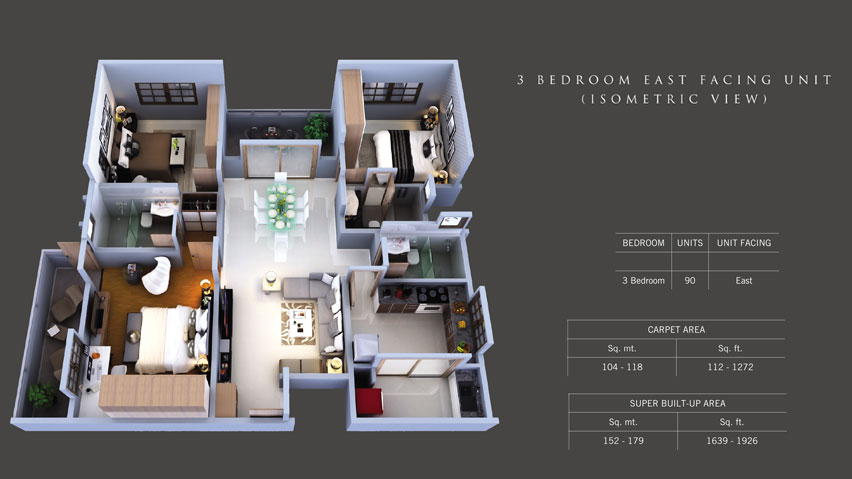 3 BEDROOM EAST FACING UNIT
(ISOMETRIC VIEW)
BEDROOM UNITS UNIT FACING
3 Bedroom 90 East
CARPET AREA
Sq. mt. Sq. ft.
104 - 118 112 - 1272
SUPER BUILT-UP AREA
Sq. mt. Sq. ft.
152 - 179 1639 - 1926